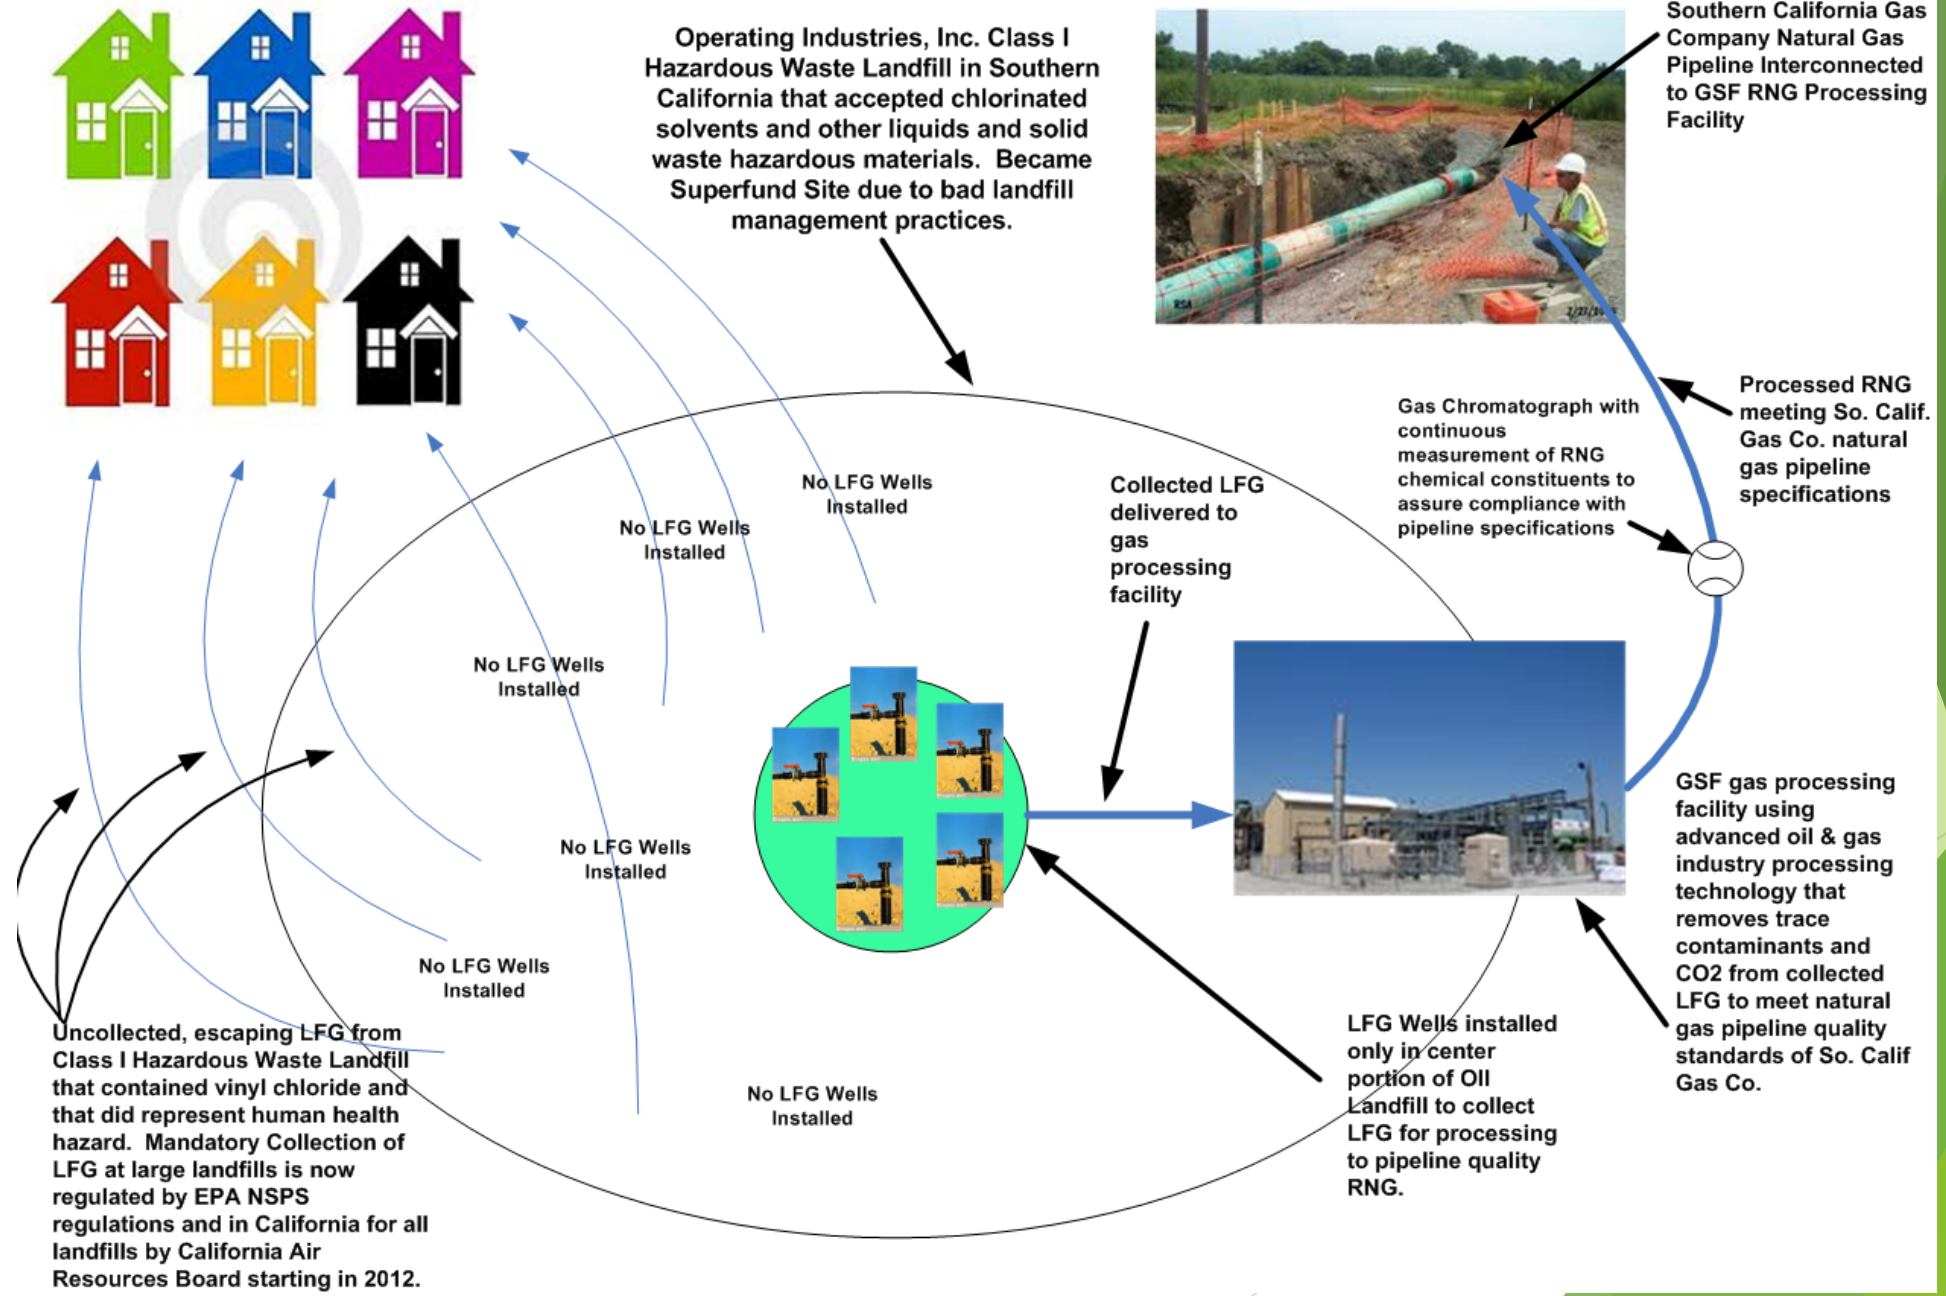 Operating Industries, Inc. Class I
Hazardous Waste Landfill in Southern
California that accepted chlorinated
solvents and other liquids and solid
waste hazardous materials.  Became
Superfund Site due to bad landfill
management practices.
Southern California Gas
Company Natural Gas
Pipeline Interconnected
to GSF RNG Processing
Facility
RSA
Processed RNG
meeting So. Calif.
Gas Co. natural
gas pipeline
specifications
Gas Chromatograph with
continuous
measurement of RNG
chemical constituents to
assure compliance with
pipeline specifications
Collected LFG
delivered to
gas
processing
facility
No LFG Wells
Installed
No LFG Wells
Installed
No LFG Wells
Installed
No LFG Wells
Installed
No LFG Wells
Installed
No LFG Wells
Installed
GSF gas processing
facility using
advanced oil & gas
industry processing
technology that
removes trace
contaminants and
CO2 from collected
LFG to meet natural
gas pipeline quality
standards of So. Calif
Gas Co.
LFG Wells installed
only in center
portion of OII
Landfill to collect
LFG for processing
to pipeline quality
RNG.
Uncollected, escaping LFG from
Class I Hazardous Waste Landfill
that contained vinyl chloride and
that did represent human health
hazard.  Mandatory Collection of
LFG at large landfills is now
regulated by EPA NSPS
regulations and in California for all
landfills by California Air
Resources Board starting in 2012.